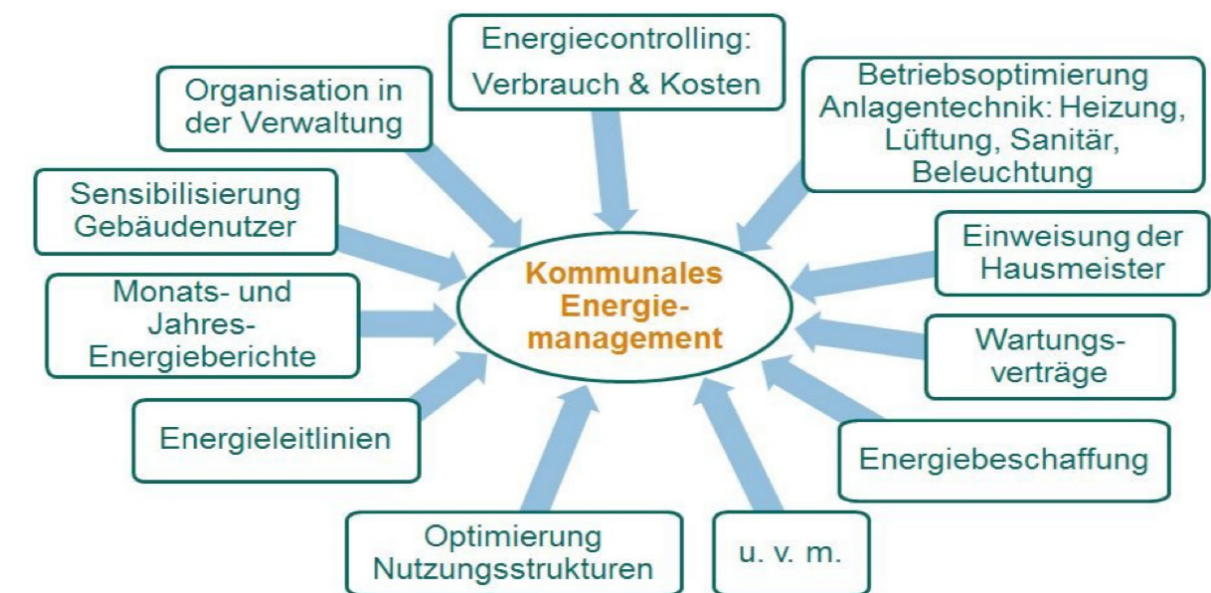 Energiecontrolling:
Verbrauch & Kosten
Betriebsoptimierung
Anlagentechnik: Heizung,
Lüftung, Sanitär,
Beleuchtung
Organisation in
der Verwaltung
Sensibilisierung
Gebäudenutzer
Einweisung der
Hausmeister
Kommunales
Energie-
management
Monats- und
Jahres-
Energieberichte
Wartungs-
verträge
Energieleitlinien
Energiebeschaffung
Optimierung
Nutzungsstrukturen
u. v. m.